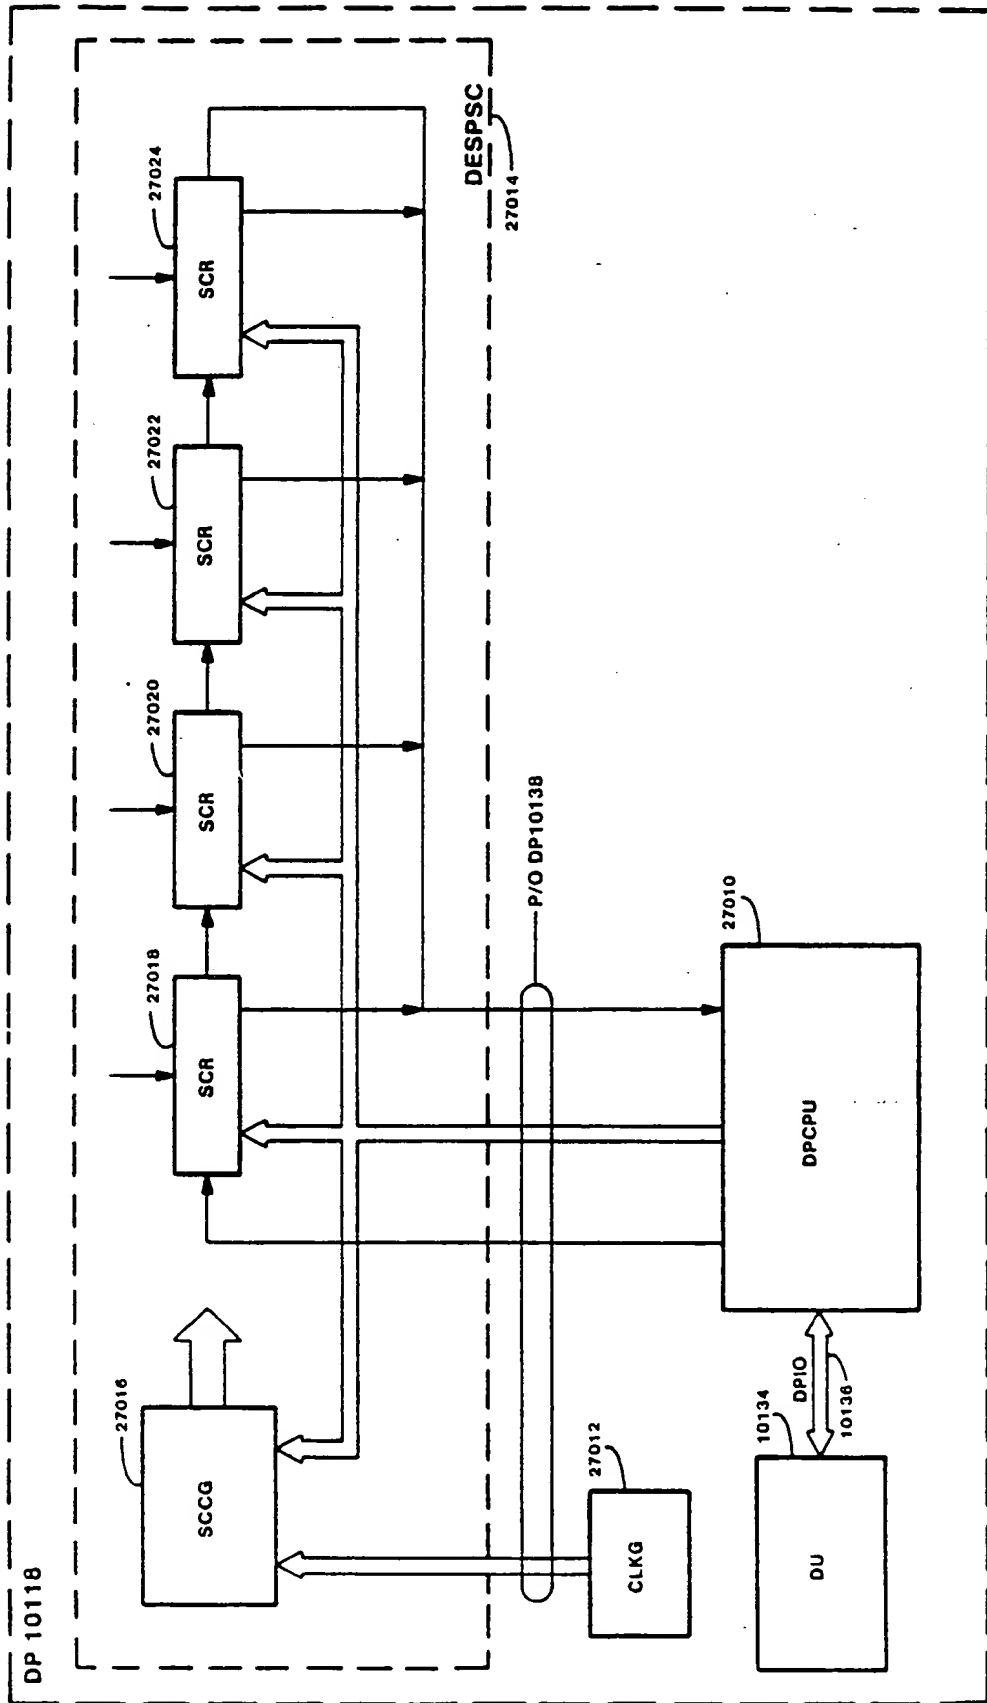 DP 10118
27016
SCCG
27018
SCR
27020
SCR
27022
SCR
27024
SCR
DESPSC
27014
P/O DP10138
27012
CLKG
10134
DU
DPIO
10136
27010
DPCPU